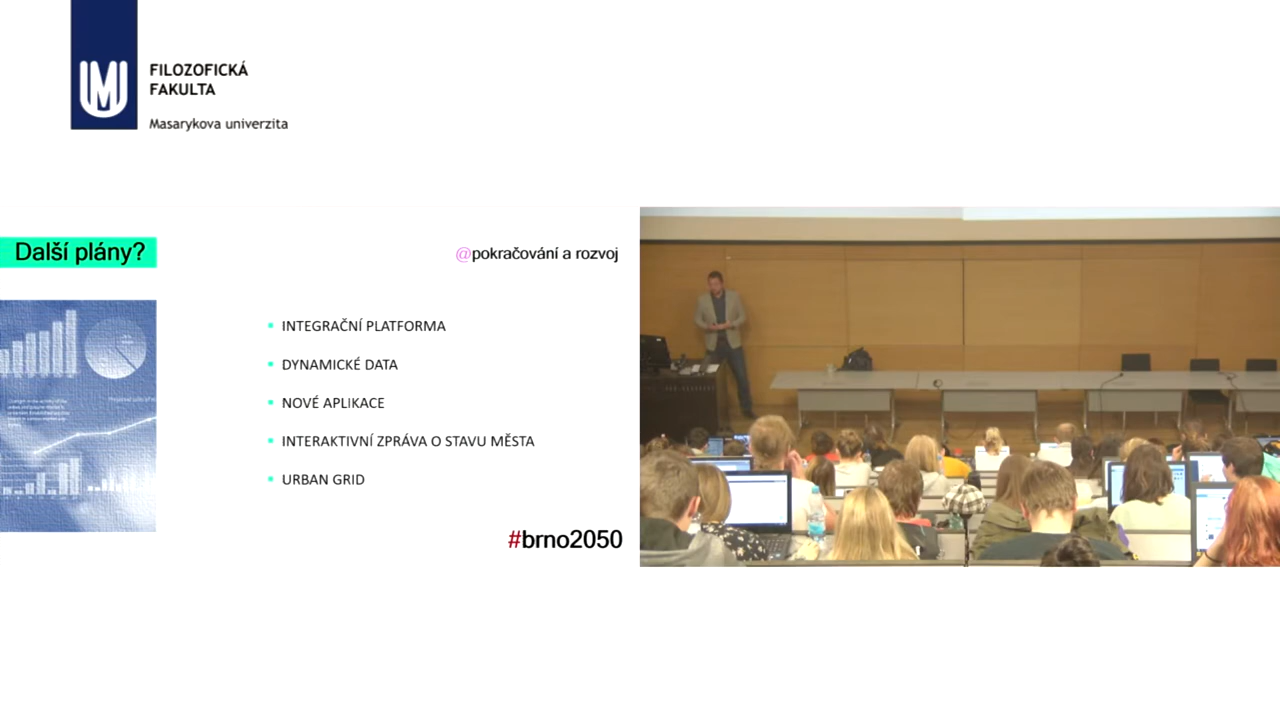 FILOZOFICKÁ
FAKULTA
Masarykova univerzita
Další plány?
@pokračování a rozvoj
INTEGRAČNÍ PLATFORMA
DYNAMICKÉ DATA
NOVÉ APLIKACE
INTERAKTIVNÍ ZPRÁVA O STAVU MĚSTA
URBAN GRID
#brno2050